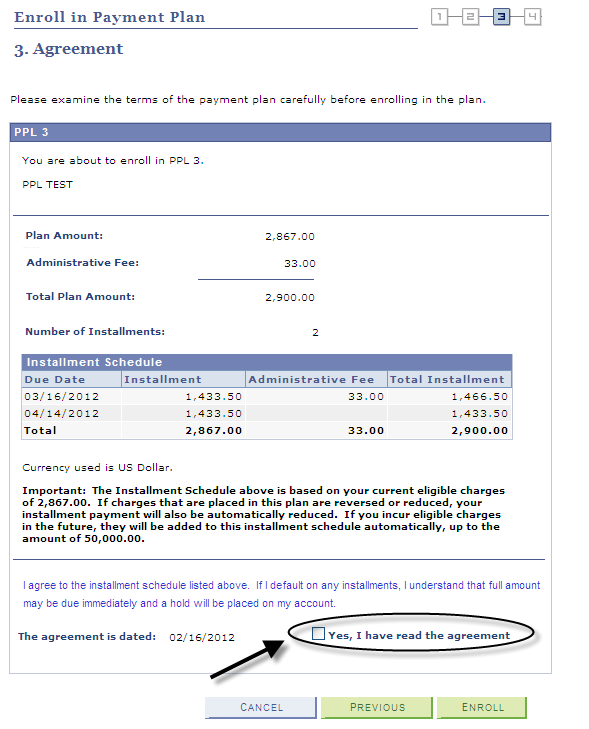 Enroll in Payment Plan
1 2 3 4
3. Agreement
Please examine the terms of the payment plan carefully before enrolling in the plan.
PPL 3
You are about to enroll in PPL 3.
PPL TEST
Plan Amount: 2,867.00
Administrative Fee: 33.00
Total Plan Amount: 2,900.00
Number of Installments: 2
Installment Schedule
Due Date Installment Administrative Fee Total Installment
03/16/2012 1,433.50 33.00 1,466.50
04/14/2012 1,433.50 1,433.50
Total 2,867.00 33.00 2,900.00
Currency used is US Dollar.
Important: The Installment Schedule above is based on your current eligible charges
of 2,867.00. If charges that are placed in this plan are reversed or reduced, your
installment payment will also be automatically reduced. If you incur eligible charges
in the future, they will be added to this installment schedule automatically, up to the
amount of 50,000.00.
I agree to the installment schedule listed above. If I default on any installments, I understand that full amount
may be due immediately and a hold will be placed on my account.
The agreement is dated: 02/16/2012 Yes, I have read the agreement
CANCEL PREVIOUS ENROLL